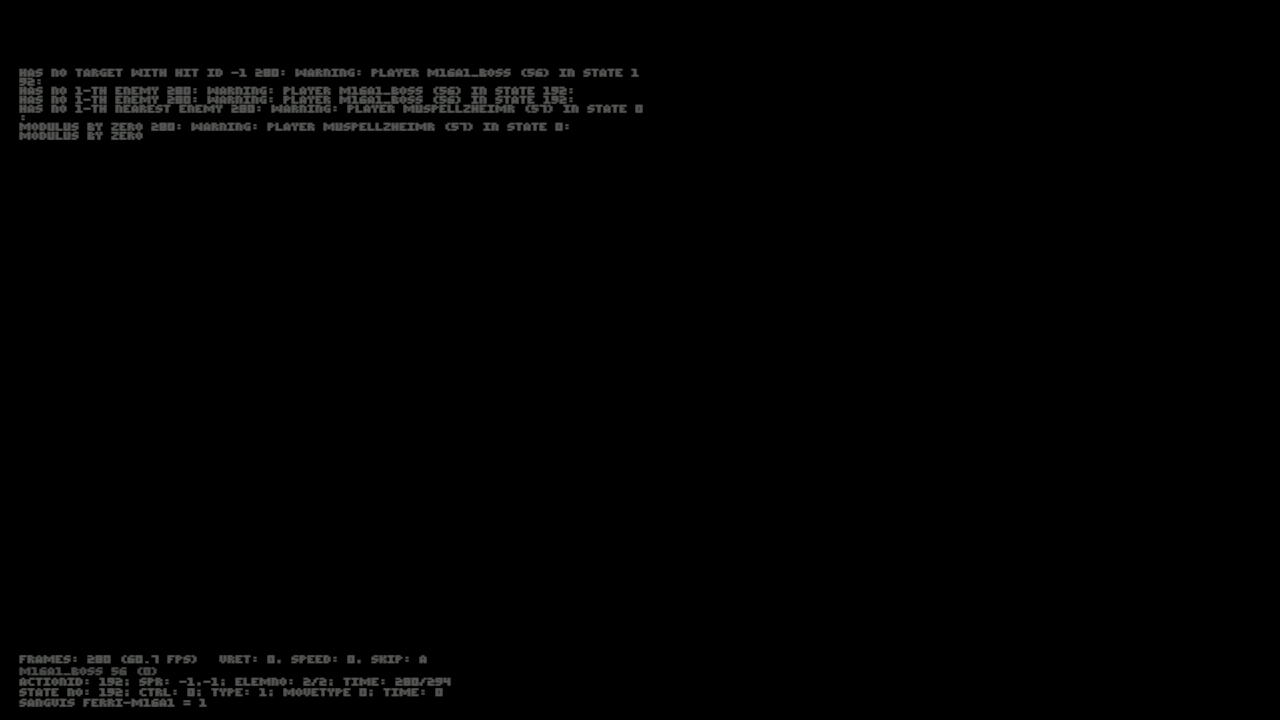 HAS NO TARGET WITH HIT ID -1 280: WARNING: PLAYER M16A1_BOSS (56) IN STATE 1
92:
HAS NO 1-TH ENEMY 280: WARNING: PLAYER M16A1_BOSS (56) IN STATE 192:
HAS NO 1-TH ENEMY 280: WARNING: PLAYER M16A1_BOSS (56) IN STATE 192:
HAS NO 1-TH NEAREST ENEMY 280: WARNING: PLAYER MUSPELLZHEIMR (57) IN STATE 0
:
MODULUS BY ZERO 280: WARNING: PLAYER MUSPELLZHEIMR (57) IN STATE 0:
MODULUS BY ZERO
FRAMES: 280 (60.7 FPS) VRET: 0, SPEED: 0, SKIP: A
M16A1_BOSS 56 (0)
ACTIONID: 192; SPR: -1,-1; ELEMNO: 2/2; TIME: 280/294
STATE NO: 192; CTRL: 0; TYPE: 1; MOVETYPE 0; TIME: 0
SANGVIS FERRI-M16A1 = 1